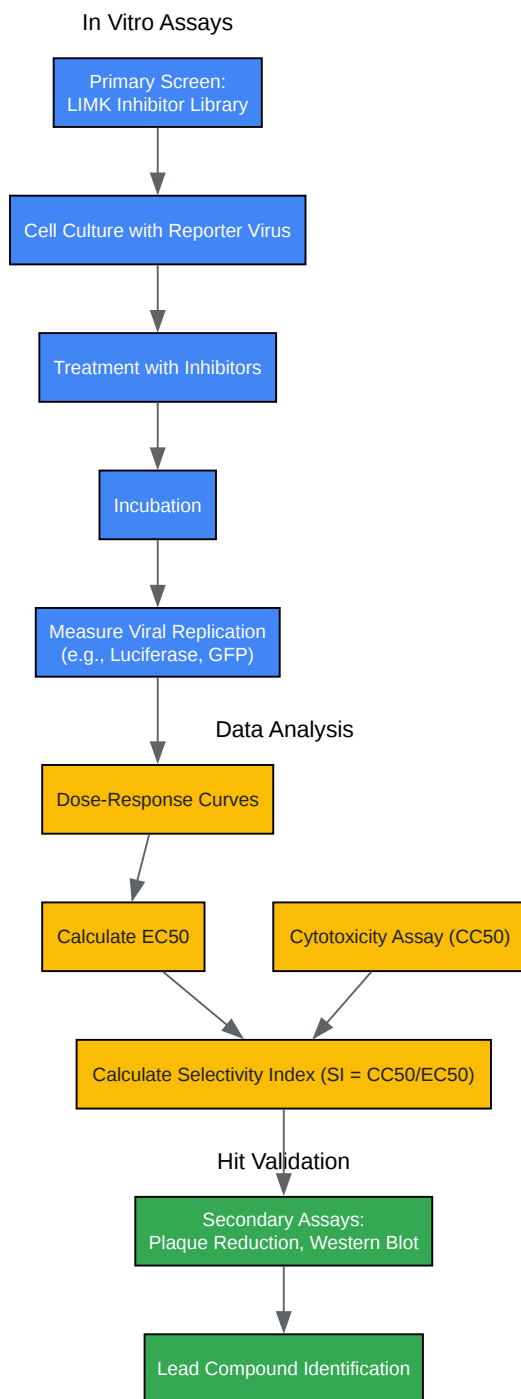 In Vitro Assays
Primary Screen:
LIMK Inhibitor Library
Cell Culture with Reporter Virus
Treatment with Inhibitors
Incubation
Measure Viral Replication
(e.g., Luciferase, GFP)
Data Analysis
Dose-Response Curves
Calculate EC50
Cytotoxicity Assay (CC50)
Calculate Selectivity Index (SI = CC50/EC50)
Hit Validation
Secondary Assays:
Plaque Reduction, Western Blot
Lead Compound Identification